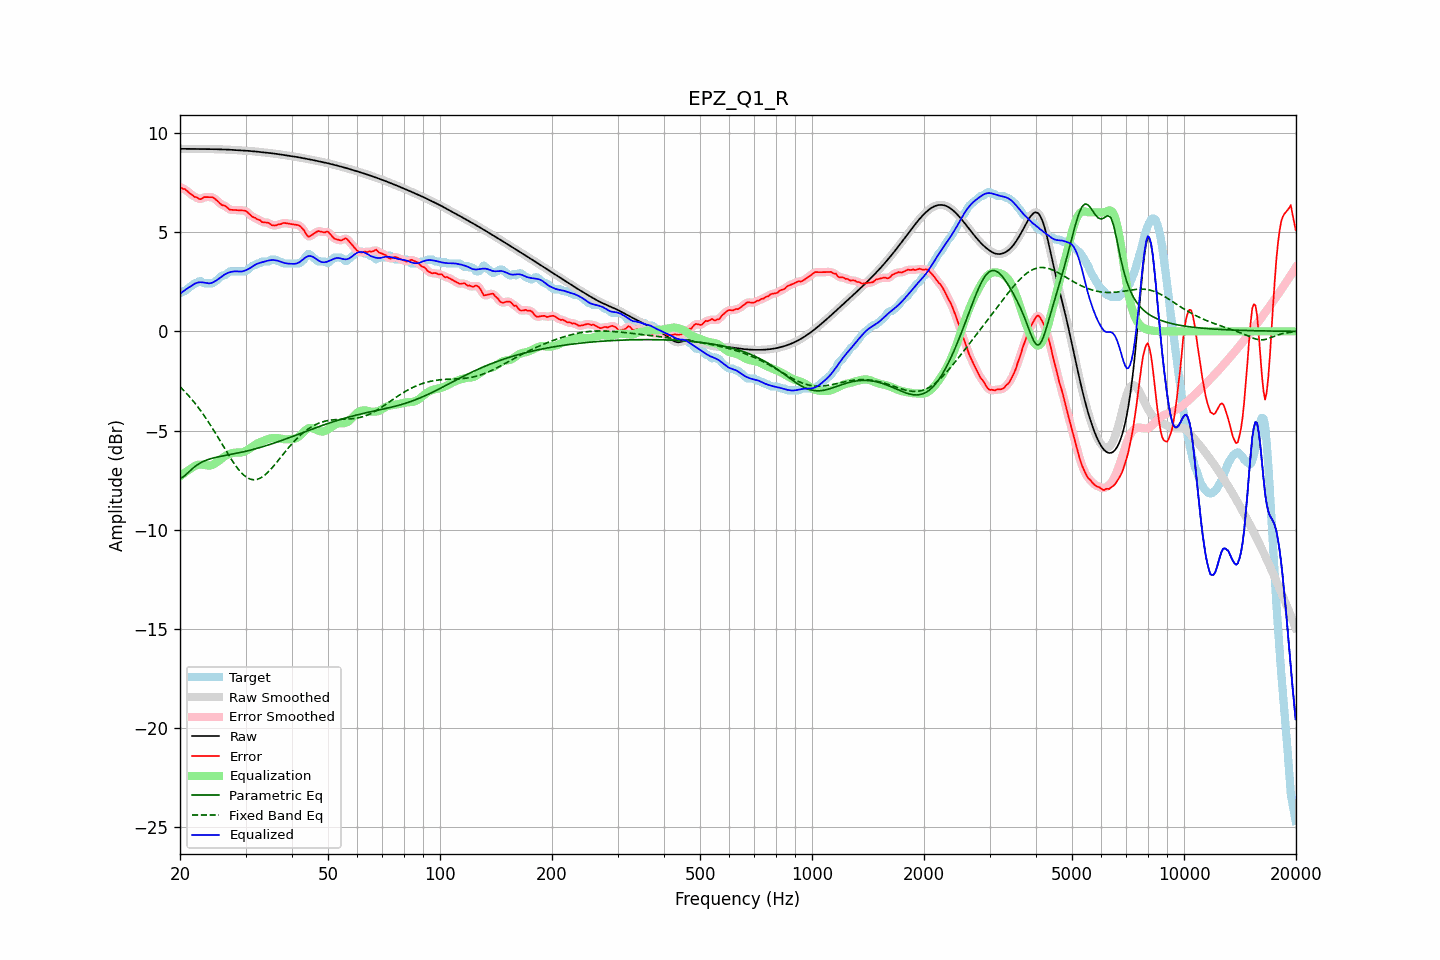 EPZ_Q1_R
10
5
0
−5
−10
−15
−20
−25
Amplitude (dBr)
Target
Raw Smoothed
Error Smoothed
Raw
Error
Equalization
Parametric Eq
Fixed Band Eq
Equalized
20 50 100 200 500 1000 2000 5000 10000 20000
Frequency (Hz)